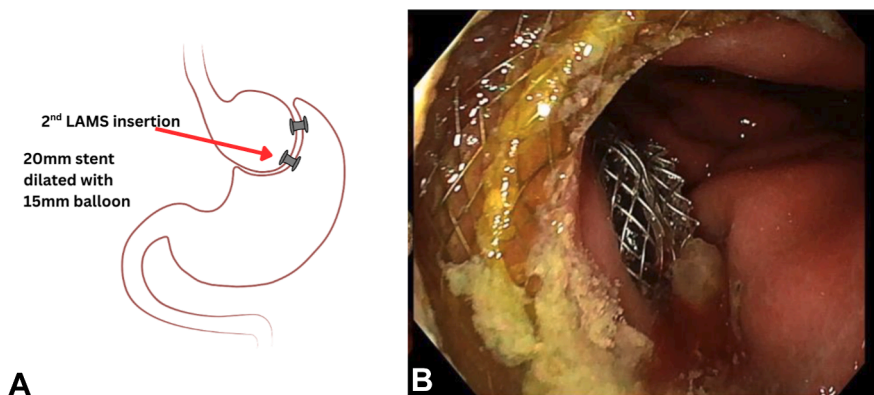 2nd LAMS insertion
20mm stent
dilated with
15mm balloon
A
B